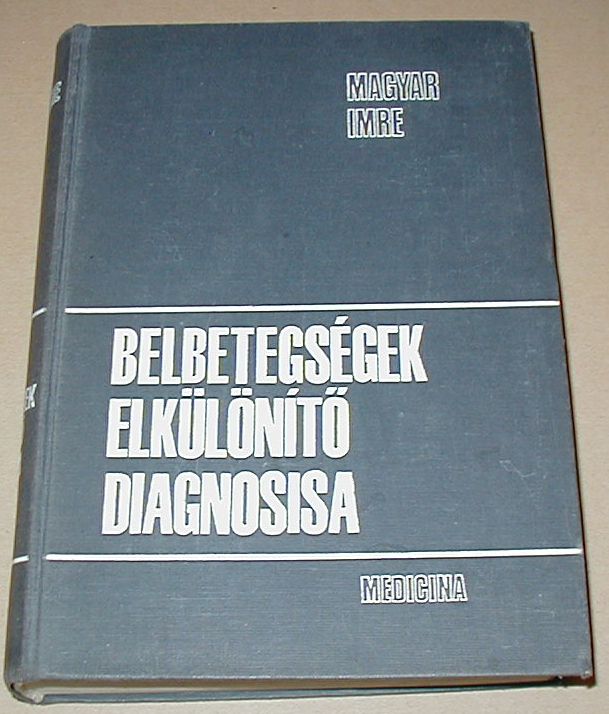 MAGYAR
IMRE
BELBETEGSÉGEK
ELKÜLÖNÍTŐ
DIAGNOSISA
MEDICINA